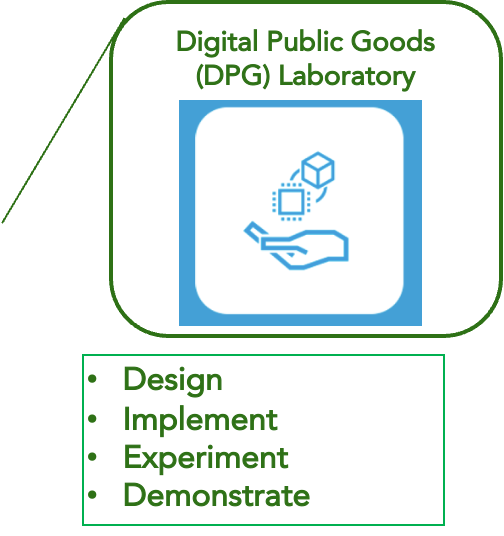 Digital Public Goods
(DPG) Laboratory
• Design
• Implement
• Experiment
• Demonstrate